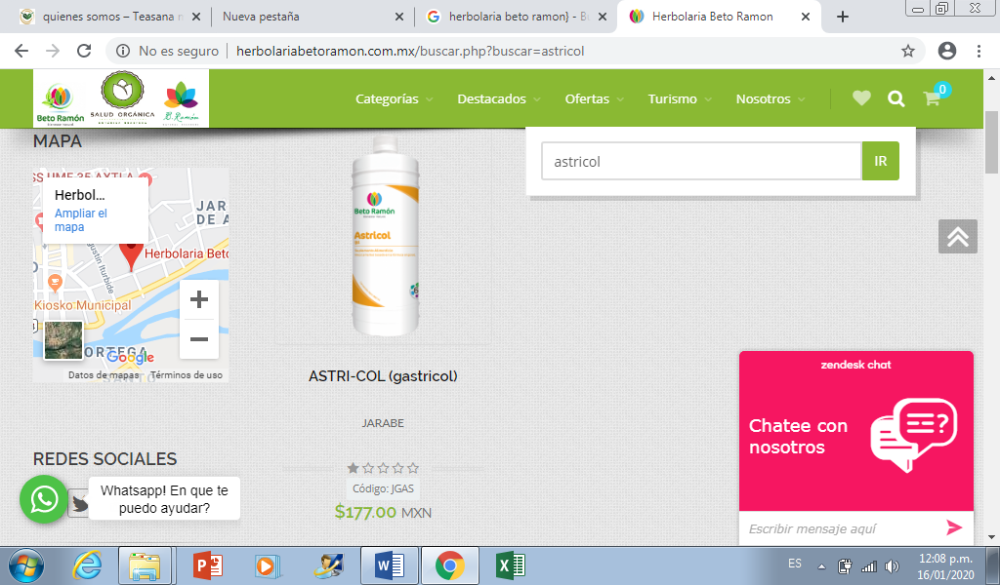 quienes somos – Teasana n
Nueva pestaña
herbolaria beto ramon} - Bu
Herbolaria Beto Ramon
No es seguro
herbolariabetoramon.com.mx/buscar.php?buscar=astricol
Beto Ramón
SALUD ORGÁNICA
B. Ramón
Categorías
Destacados
Ofertas
Turismo
Nosotros
0
MAPA
astricol
IR
Herbol...
Ampliar el
mapa
JAR
DE A
Herbolaria Beto
Kiosko Municipal
ORTEGA
Google
Datos de mapas
Términos de uso
Beto Ramón
Astricol
ASTRI-COL (gastricol)
JARABE
Código: JGAS
$177.00 MXN
REDES SOCIALES
Whatsapp! En que te
puedo ayudar?
zendesk chat
Chatee con
nosotros
Escribir mensaje aquí
ES
12:08 p.m.
16/01/2020